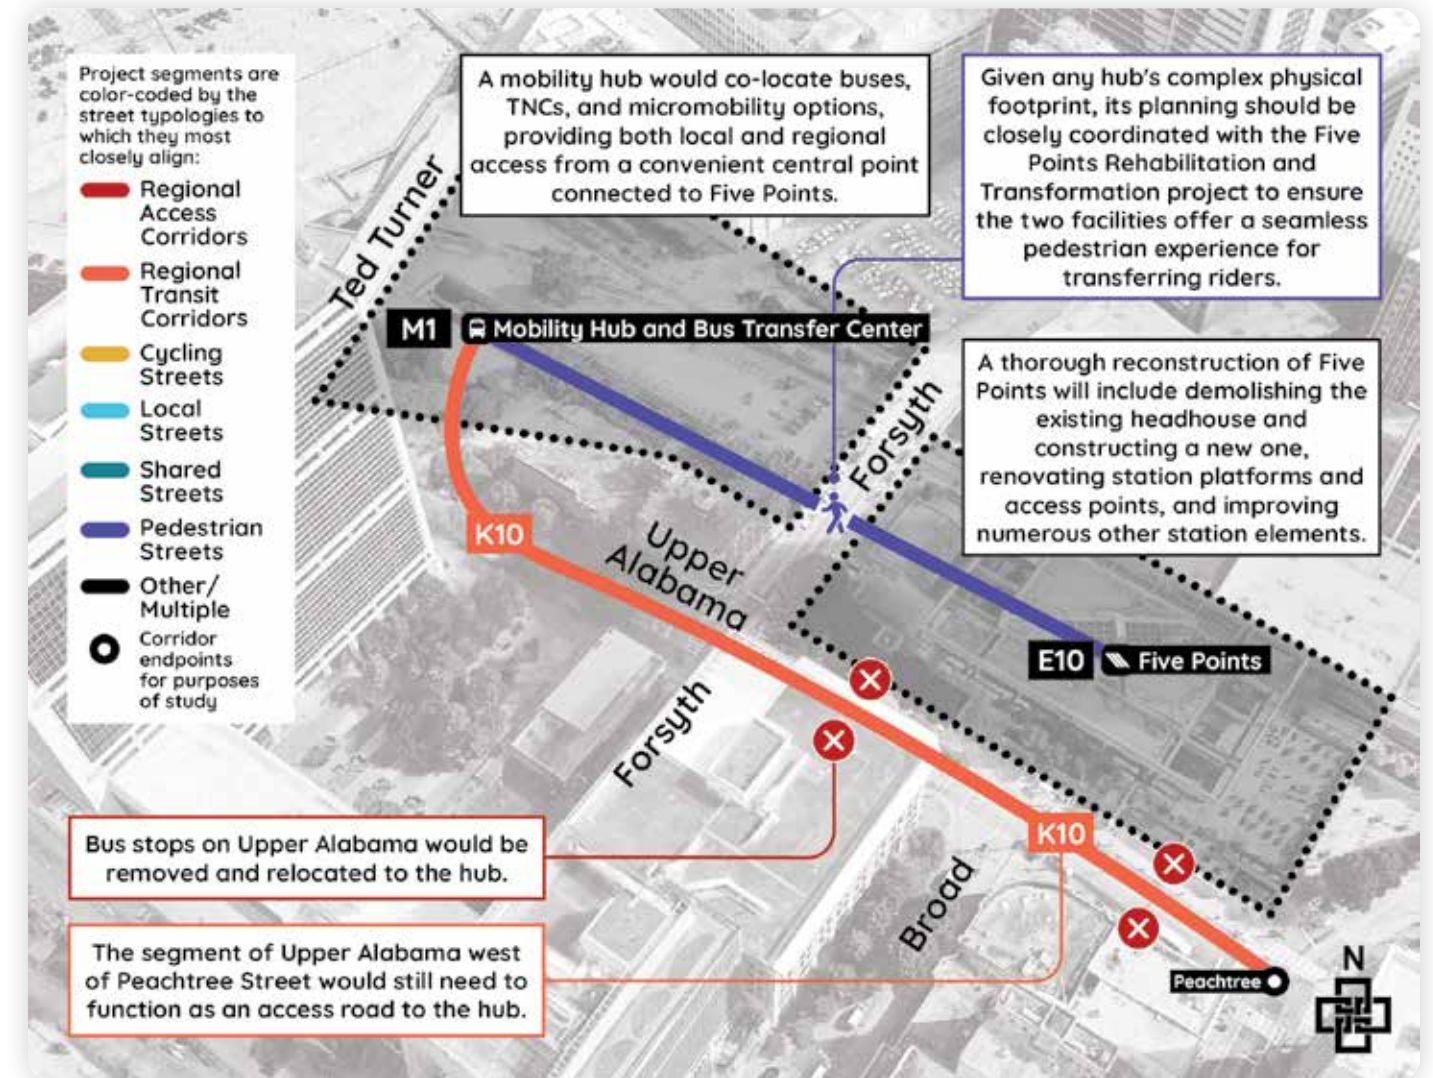 Project segments are
color-coded by the
street typologies to
which they most
closely align:
Regional
Access
Corridors
Regional
Transit
Corridors
Cycling
Streets
Local
Streets
Shared
Streets
Pedestrian
Streets
Other/
Multiple
Corridor
endpoints
for purposes
of study
A mobility hub would co-locate buses,
TNCs, and micromobility options,
providing both local and regional
access from a convenient central point
connected to Five Points.
Given any hub's complex physical
footprint, its planning should be
closely coordinated with the Five
Points Rehabilitation and
Transformation project to ensure
the two facilities offer a seamless
pedestrian experience for
transferring riders.
Ted Turner
M1 Mobility Hub and Bus Transfer Center
A thorough reconstruction of Five
Points will include demolishing the
existing headhouse and
constructing a new one,
renovating station platforms and
access points, and improving
numerous other station elements.
Forsyth
K10
Upper
Alabama
E10 Five Points
Forsyth
K10
Broad
Bus stops on Upper Alabama would be
removed and relocated to the hub.
The segment of Upper Alabama west
of Peachtree Street would still need to
function as an access road to the hub.
Peachtree
N